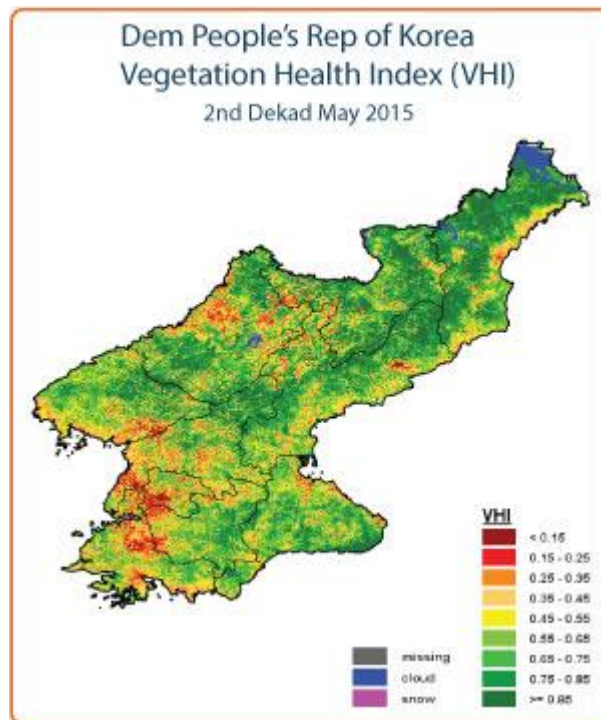 Dem People's Rep of Korea
Vegetation Health Index (VHI)
2nd Dekad May 2015
VHI
< 0.15
0.15 - 0.25
0.25 - 0.35
0.35 - 0.45
0.45 - 0.55
0.55 - 0.65
0.65 - 0.75
0.75 - 0.85
>= 0.85
missing
cloud
snow